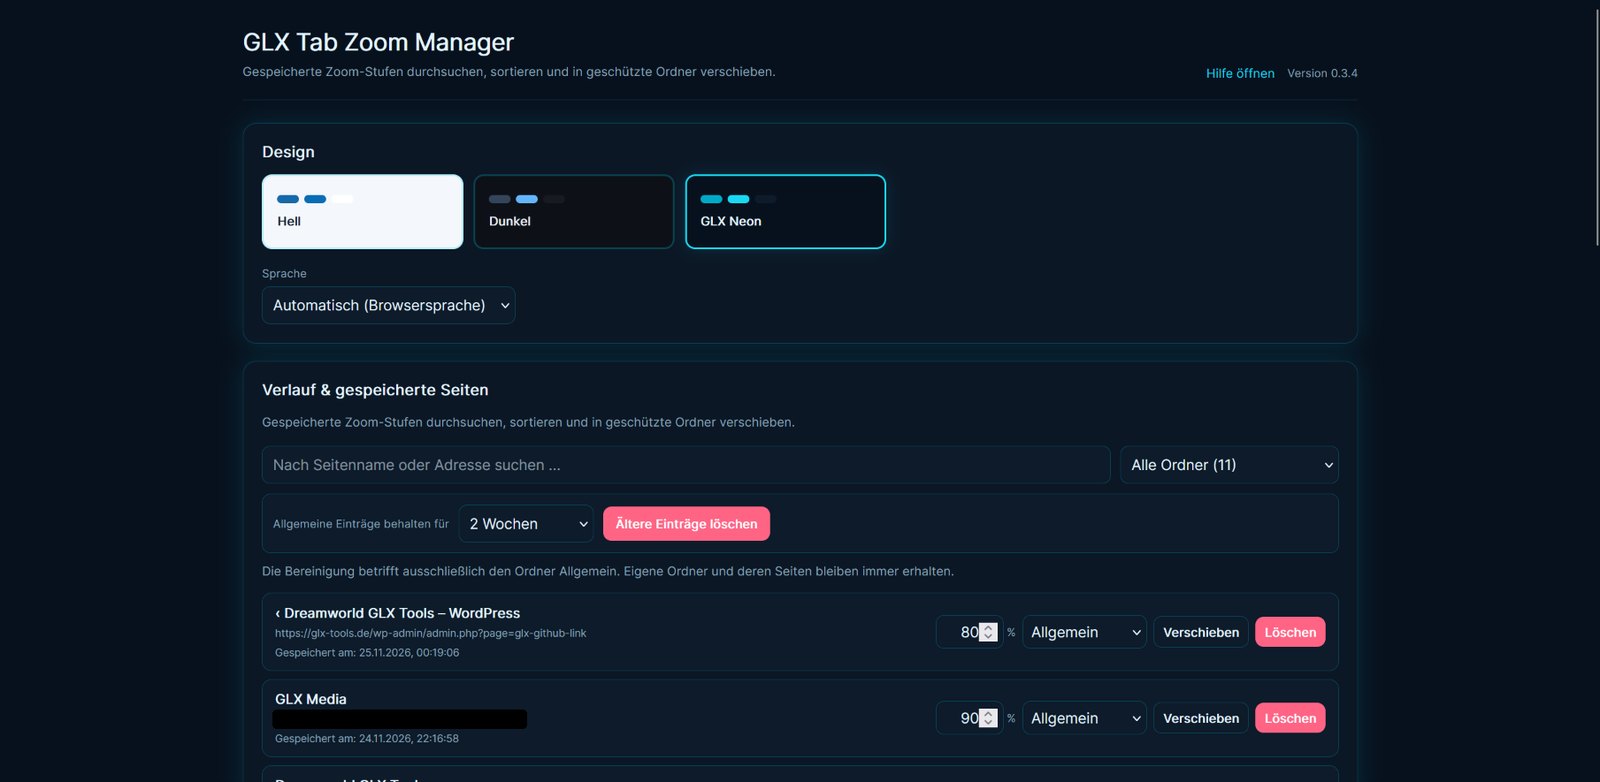 GLX Tab Zoom Manager
Gespeicherte Zoom-Stufen durchsuchen, sortieren und in geschützte Ordner verschieben.
Hilfe öffnen Version 0.3.4
Design
Hell
Dunkel
GLX Neon
Sprache
Automatisch (Browsersprache)
Verlauf & gespeicherte Seiten
Gespeicherte Zoom-Stufen durchsuchen, sortieren und in geschützte Ordner verschieben.
Nach Seitenname oder Adresse suchen ...
Alle Ordner (11)
Allgemeine Einträge behalten für 2 Wochen Ältere Einträge löschen
Die Bereinigung betrifft ausschließlich den Ordner Allgemein. Eigene Ordner und deren Seiten bleiben immer erhalten.
‹ Dreamworld GLX Tools – WordPress
https://glx-tools.de/wp-admin/admin.php?page=glx-github-link
Gespeichert am: 25.11.2026, 00:19:06
80 % Allgemein Verschieben Löschen
GLX Media
Gespeichert am: 24.11.2026, 22:16:58
90 % Allgemein Verschieben Löschen